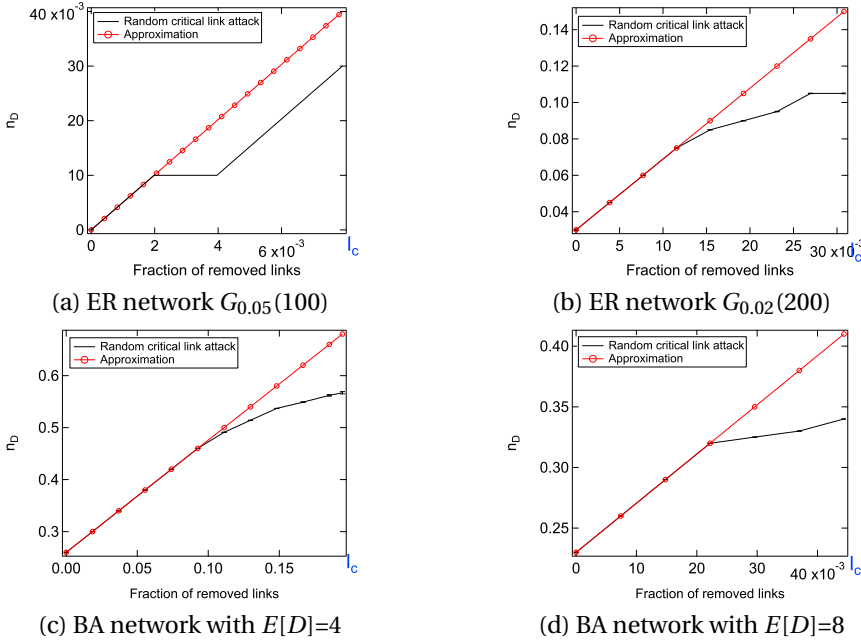 40 x10⁻³
Random critical link attack
Approximation
30
20
10
0
n_D
0 2 4 6 x10⁻³ l_c
Fraction of removed links
(a) ER network G₀.₀₅(100)
Random critical link attack
Approximation
0.14
0.12
0.10
0.08
0.06
0.04
n_D
0 5 10 15 20 25 30 x10⁻³ l_c
Fraction of removed links
(b) ER network G₀.₀₂(200)
Random critical link attack
Approximation
0.6
0.5
0.4
0.3
n_D
0.00 0.05 0.10 0.15 l_c
Fraction of removed links
(c) BA network with E[D]=4
0.40
Random critical link attack
Approximation
0.35
0.30
0.25
n_D
0 10 20 30 40 x10⁻³ l_c
Fraction of removed links
(d) BA network with E[D]=8